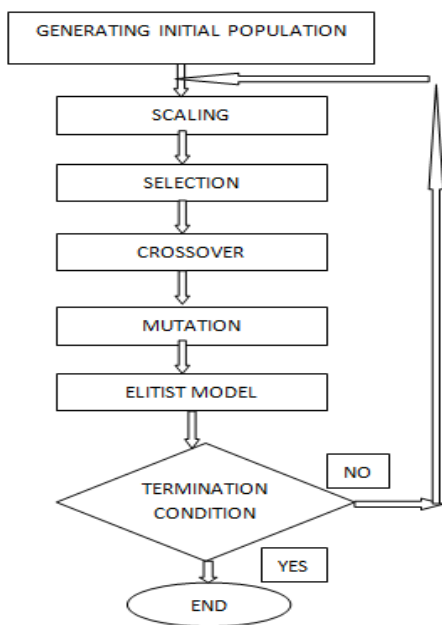 GENERATING INITIAL POPULATION
SCALING
SELECTION
CROSSOVER
MUTATION
ELITIST MODEL
NO
TERMINATION
CONDITION
YES
END